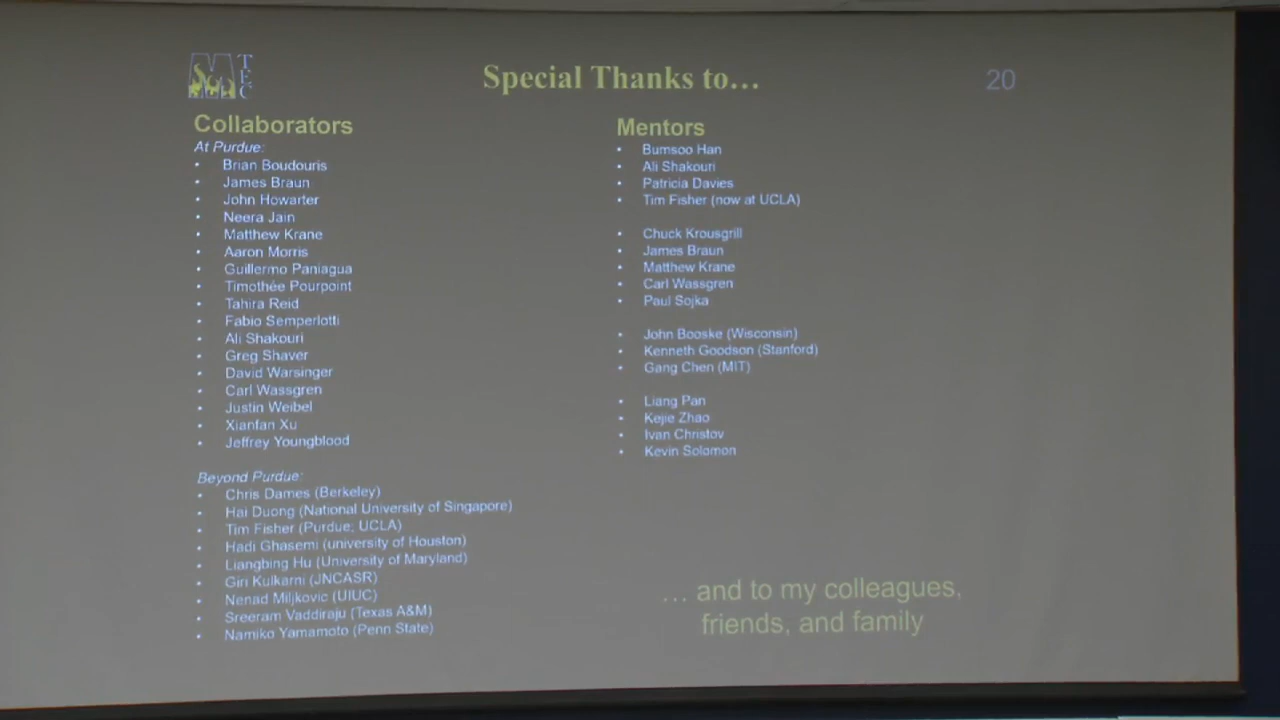 M TEC
Special Thanks to...
20
Collaborators
At Purdue:
• Brian Boudouris
• James Braun
• John Howarter
• Neera Jain
• Matthew Krane
• Aaron Morris
• Guillermo Paniagua
• Timothée Pourpoint
• Tahira Reid
• Fabio Semperlotti
• Ali Shakouri
• Greg Shaver
• David Warsinger
• Carl Wassgren
• Justin Weibel
• Xianfan Xu
• Jeffrey Youngblood
Beyond Purdue:
• Chris Dames (Berkeley)
• Hai Duong (National University of Singapore)
• Tim Fisher (Purdue; UCLA)
• Hadi Ghasemi (university of Houston)
• Liangbing Hu (University of Maryland)
• Giri Kulkarni (JNCASR)
• Nenad Miljkovic (UIUC)
• Sreeram Vaddiraju (Texas A&M)
• Namiko Yamamoto (Penn State)
Mentors
• Bumsoo Han
• Ali Shakouri
• Patricia Davies
• Tim Fisher (now at UCLA)
• Chuck Krousgrill
• James Braun
• Matthew Krane
• Carl Wassgren
• Paul Sojka
• John Booske (Wisconsin)
• Kenneth Goodson (Stanford)
• Gang Chen (MIT)
• Liang Pan
• Kejie Zhao
• Ivan Christov
• Kevin Solomon
... and to my colleagues,
friends, and family